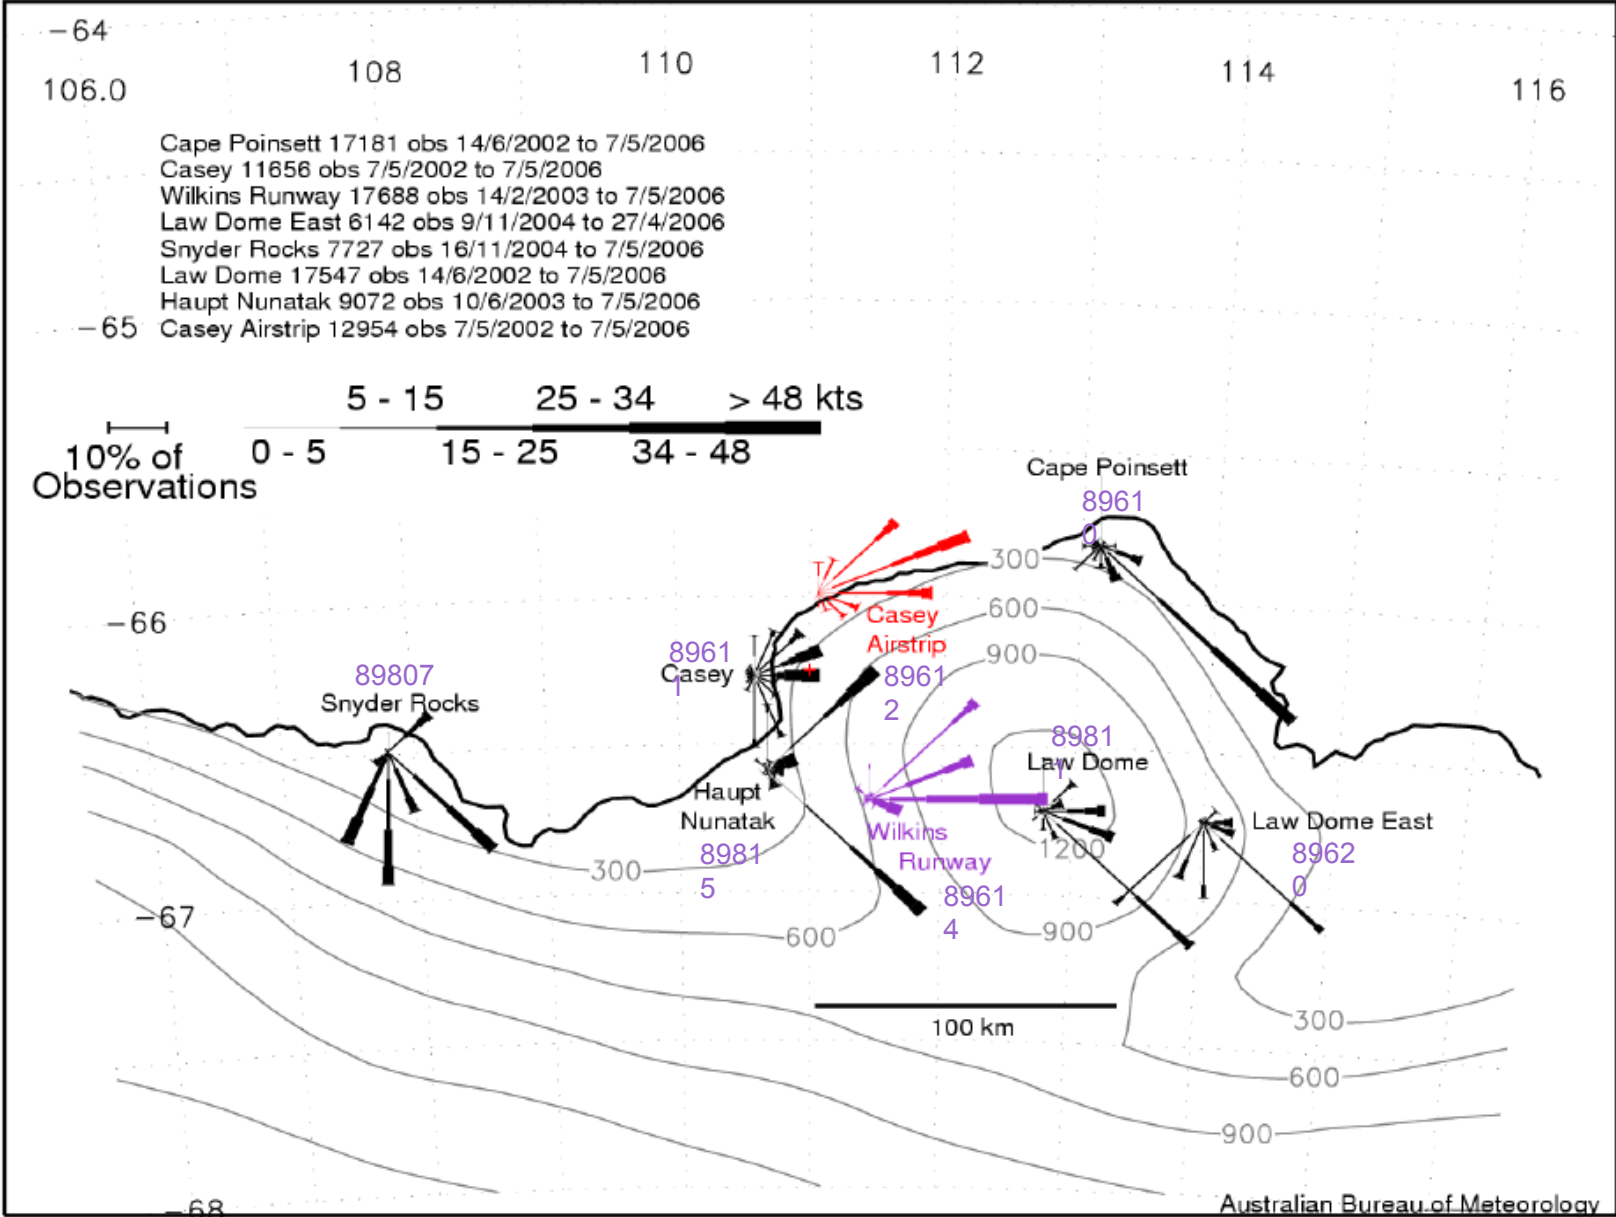 -64
106.0
108
110
112
114
116
Cape Poinsett 17181 obs 14/6/2002 to 7/5/2006
Casey 11656 obs 7/5/2002 to 7/5/2006
Wilkins Runway 17688 obs 14/2/2003 to 7/5/2006
Law Dome East 6142 obs 9/11/2004 to 27/4/2006
Snyder Rocks 7727 obs 16/11/2004 to 7/5/2006
Law Dome 17547 obs 14/6/2002 to 7/5/2006
Haupt Nunatak 9072 obs 10/6/2003 to 7/5/2006
-65
Casey Airstrip 12954 obs 7/5/2002 to 7/5/2006
5 - 15
25 - 34
> 48 kts
10% of
Observations
0 - 5
15 - 25
34 - 48
Cape Poinsett
8961
0
300
600
900
Casey
Airstrip
-66
8961
1
Casey
8961
2
89807
Snyder Rocks
8981
1
Law Dome
1200
Haupt
Nunatak
8981
5
Wilkins
Runway
8961
4
Law Dome East
8962
0
300
-67
600
900
100 km
300
600
900
-68
Australian Bureau of Meteorology